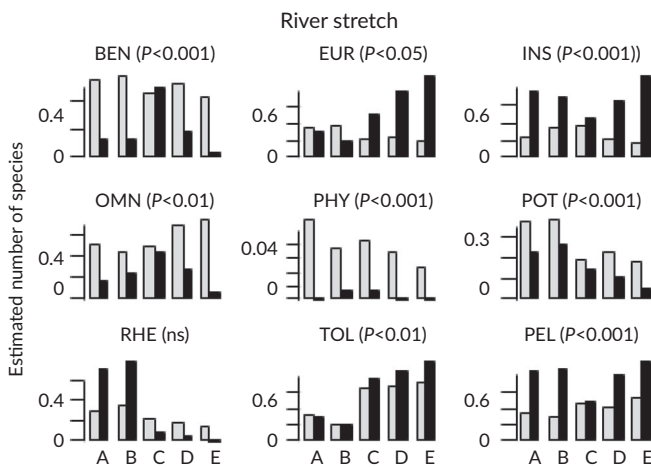 River stretch
BEN (P<0.001)
EUR (P<0.05)
INS (P<0.001))
0.4
0
0.6
0
0.6
0
Estimated number of species
OMN (P<0.01)
PHY (P<0.001)
POT (P<0.001)
0.4
0
0.04
0
0.3
0
RHE (ns)
TOL (P<0.01)
PEL (P<0.001)
0.4
0
0.6
0
0.6
0
A B C D E
A B C D E
A B C D E